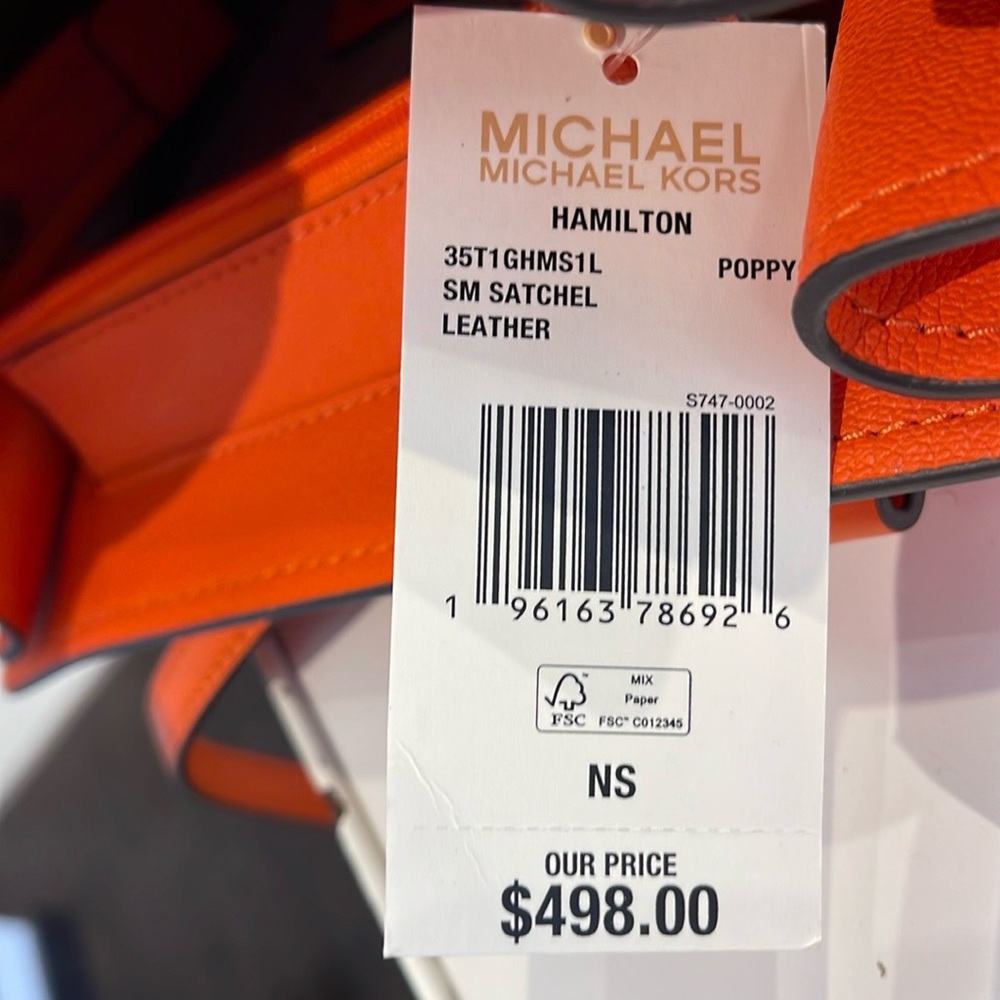 MICHAEL
MICHAEL KORS
HAMILTON
35T1GHMS1L POPPY
SM SATCHEL
LEATHER
S747-0002
1 96163 78692 6
MIX
Paper
FSC FSC™ C012345
NS
OUR PRICE
$498.00